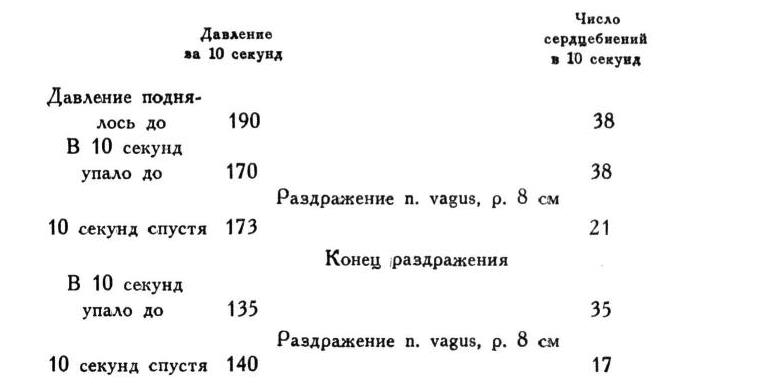 Давление
за 10 секунд
Число
сердцебиений
в 10 секунд
Давление подня-
лось до 190 38
В 10 секунд
упало до 170 38
Раздражение n. vagus, р. 8 см
10 секунд спустя 173 21
Конец раздражения
В 10 секунд
упало до 135 35
Раздражение n. vagus, р. 8 см
10 секунд спустя 140 17